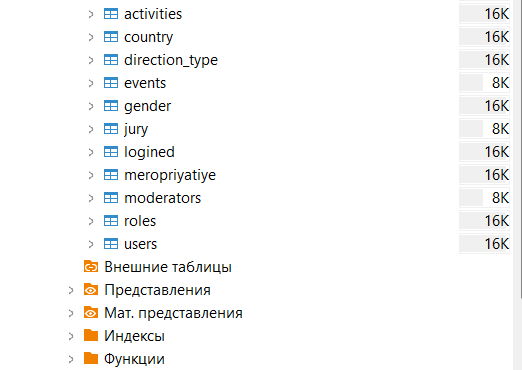 activities 16K
country 16K
direction_type 16K
events 8K
gender 16K
jury 8K
logined 16K
meropriyatiye 16K
moderators 8K
roles 16K
users 16K
Внешние таблицы
Представления
Мат. представления
Индексы
Функции